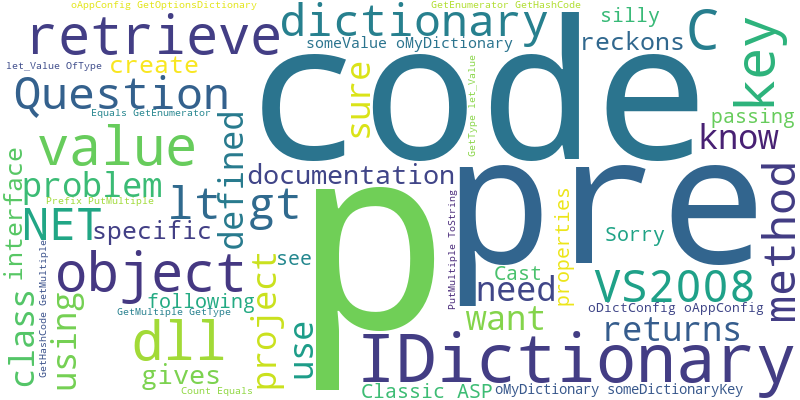 oAppConfig GetOptionsDictionary
GetEnumerator GetHashCode
retrieve
dictionary
silly
C
key
someValue oMyDictionary
reckons
code
let_Value OfType
create
sure
GetType let_Value
Question
Equals GetEnumerator
passing
know
value
defined
documentation
pre
method
interface
problem
lt
gt
p
Prefix PutMultiple
NET
specific
PutMultiple ToString
properties
Sorry
class
GetHashCode GetMultiple
object
see
Cast
need
VS2008
using
following
project
use
GetMultiple GetType
want
oDictConfig oAppConfig
returns
dll
IDictionary
gives
Count Equals
Classic ASP
oMyDictionary someDictionaryKey